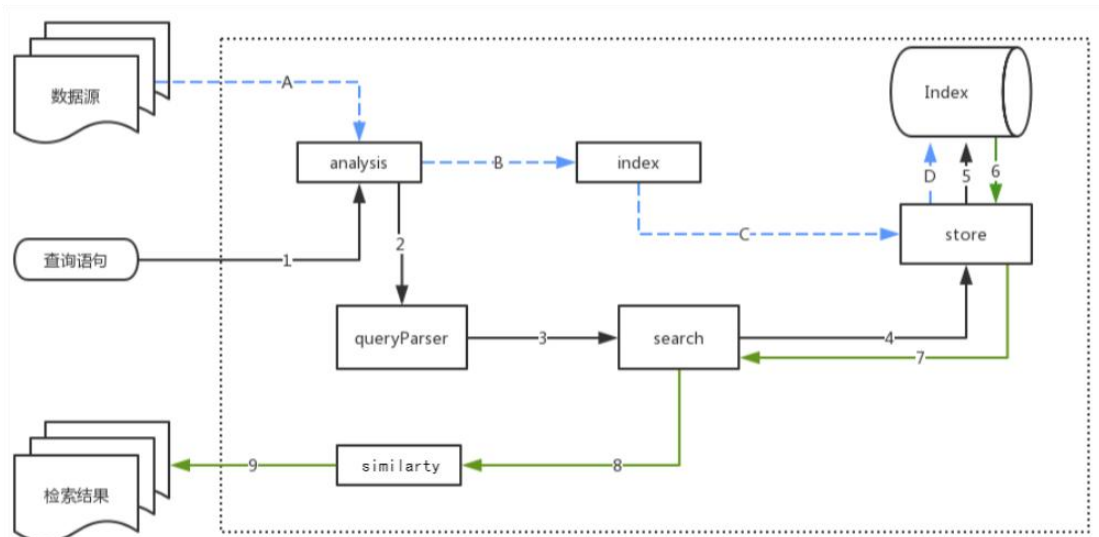 数据源
A
Index
analysis
B
index
D
5
6
2
C
store
查询语句
1
queryParser
3
search
4
7
similarty
8
9
检索结果